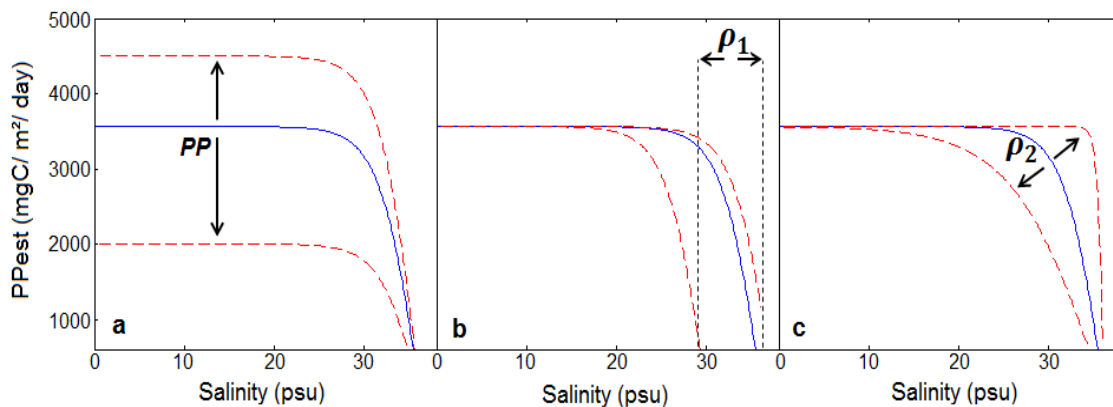 PPest (mgC/ m²/ day)
5000
4000
3000
2000
1000
PP
a
0 10 20 30
Salinity (psu)
ρ1
b
0 10 20 30
Salinity (psu)
ρ2
c
0 10 20 30
Salinity (psu)